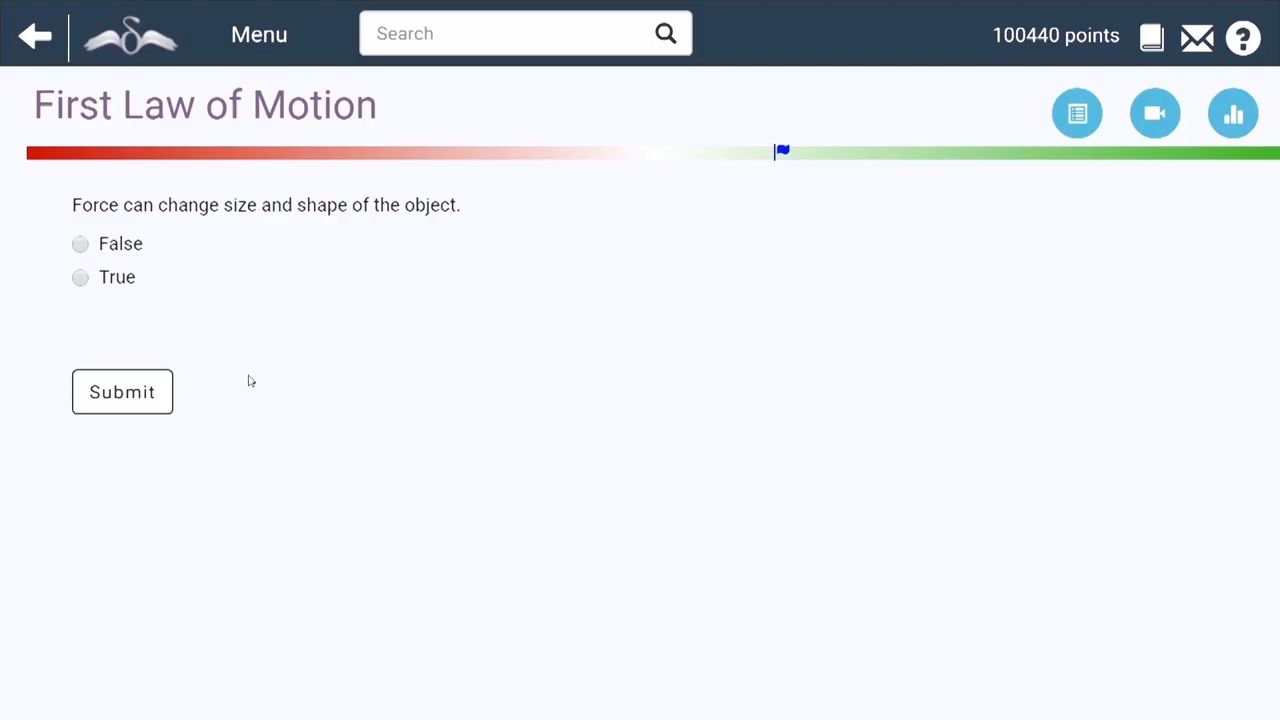 Menu
Search
100440 points
First Law of Motion
Force can change size and shape of the object.
False
True
Submit